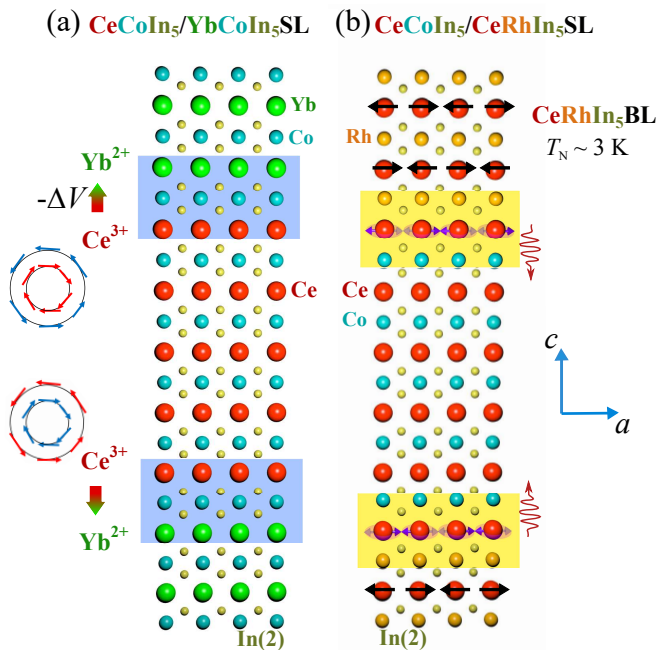 (a) CeCoIn₅/YbCoIn₅SL
Yb
Co
Yb²⁺
-ΔV
Ce³⁺
Ce
Ce³⁺
Yb²⁺
In(2)
(b) CeCoIn₅/CeRhIn₅SL
CeRhIn₅BL
T_N ~ 3 K
Rh
Ce
Co
c
a
In(2)